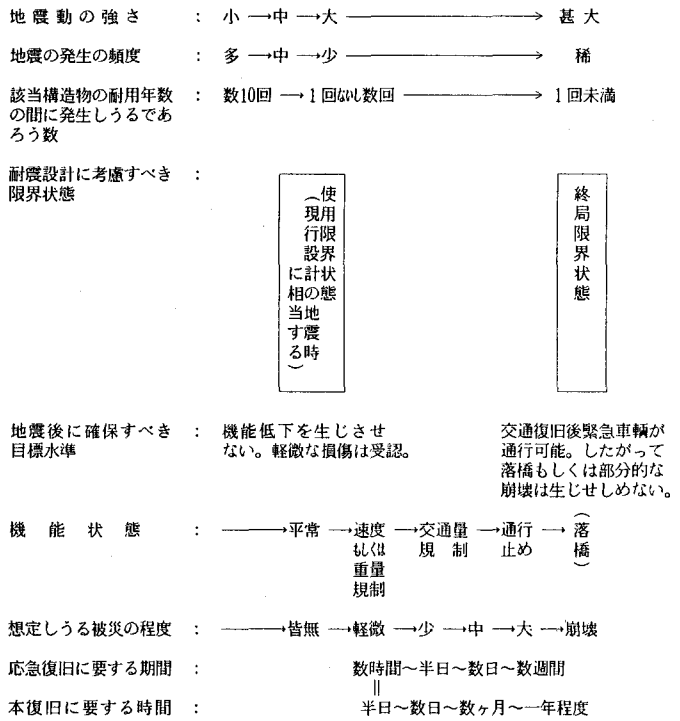 地震動の強さ : 小 → 中 → 大 → 甚大
地震の発生の頻度 : 多 → 中 → 少 → 稀
該当構造物の耐用年数 : 数10回 → 1回ないし数回 → 1回未満
の間に発生しうるであ
ろう数
耐震設計に考慮すべき :
限界状態
使用限界状態
(現行設計の地震時
に相当する)
終局限界状態
地震後に確保すべき : 機能低下を生じさせ
目標水準 ない。軽微な損傷は受認。
交通復旧後緊急車輌が
通行可能。したがって
落橋もしくは部分的な
崩壊は生じせしめない。
機能状態 : → 平常 → 速度もしくは重量規制 → 交通量規制 → 通行止め → (落橋)
想定しうる被災の程度 : → 皆無 → 軽微 → 少 → 中 → 大 → 崩壊
応急復旧に要する期間 : 数時間~半日~数日~数週間
||
本復旧に要する時間 : 半日~数日~数ヶ月~一年程度